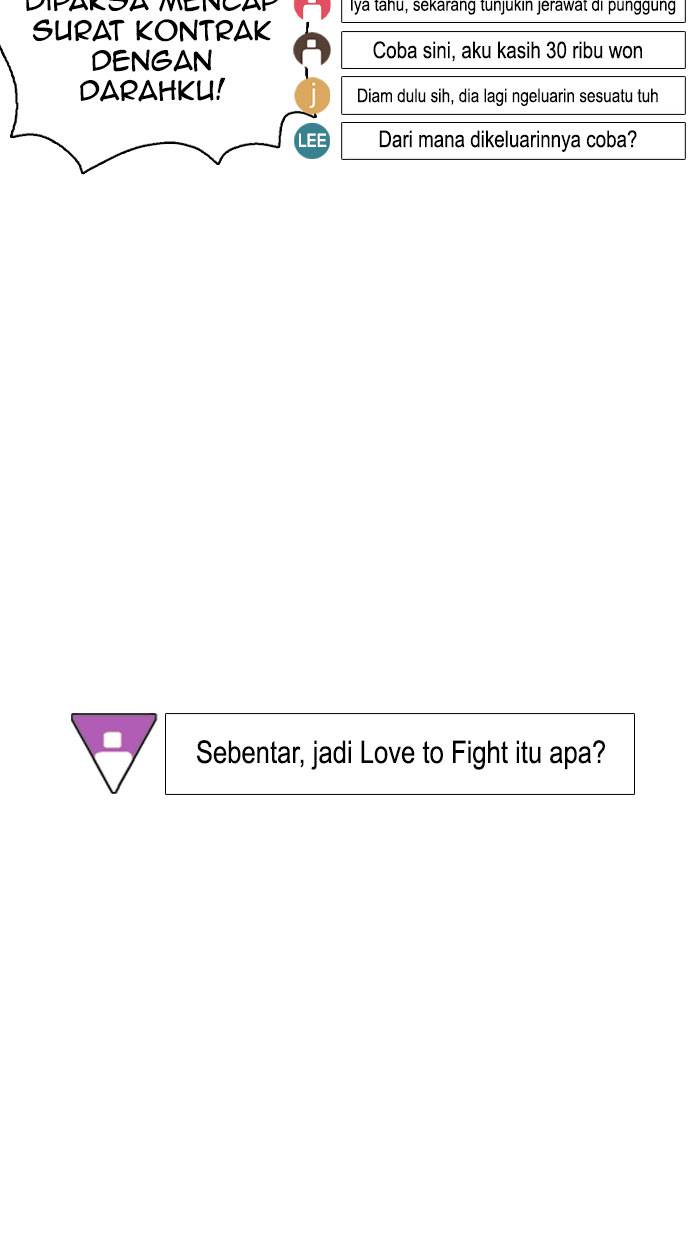 DIPAKSA MENCAP
SURAT KONTRAK
DENGAN
DARAHKU!
Iya tahu, sekarang tunjukin jerawat di punggung
Coba sini, aku kasih 30 ribu won
j
Diam dulu sih, dia lagi ngeluarin sesuatu tuh
LEE
Dari mana dikeluarinnya coba?
Sebentar, jadi Love to Fight itu apa?